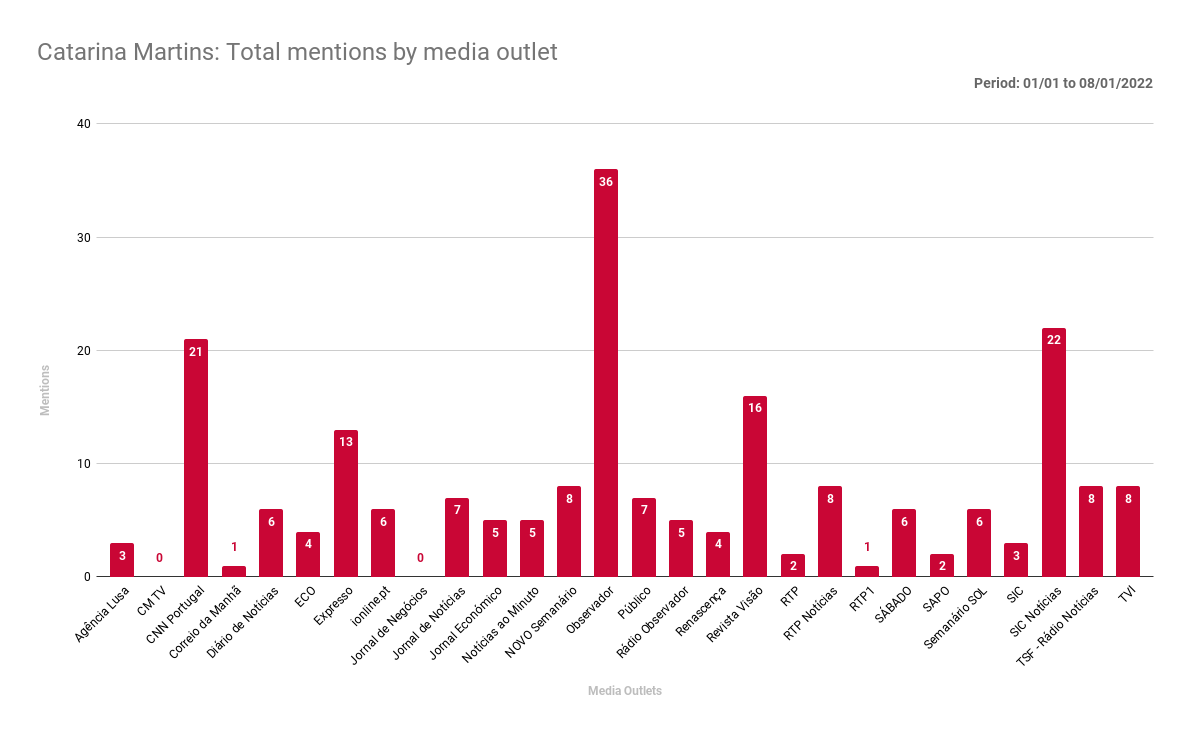 Catarina Martins: Total mentions by media outlet
Period: 01/01 to 08/01/2022
40
30
20
10
0
Mentions
3
0
21
1
6
4
13
6
0
7
5
5
8
36
7
5
4
16
2
8
1
6
2
6
3
22
8
8
Agência Lusa
CM TV
CNN Portugal
Correio da Manhã
Diário de Notícias
ECO
Expresso
ionline.pt
Jornal de Negócios
Jornal de Notícias
Jornal Económico
Notícias ao Minuto
NOVO Semanário
Observador
Público
Rádio Observador
Renascença
Revista Visão
RTP
RTP Notícias
RTP1
SÁBADO
SAPO
Semanário SOL
SIC
SIC Notícias
TSF - Rádio Notícias
TVI
Media Outlets